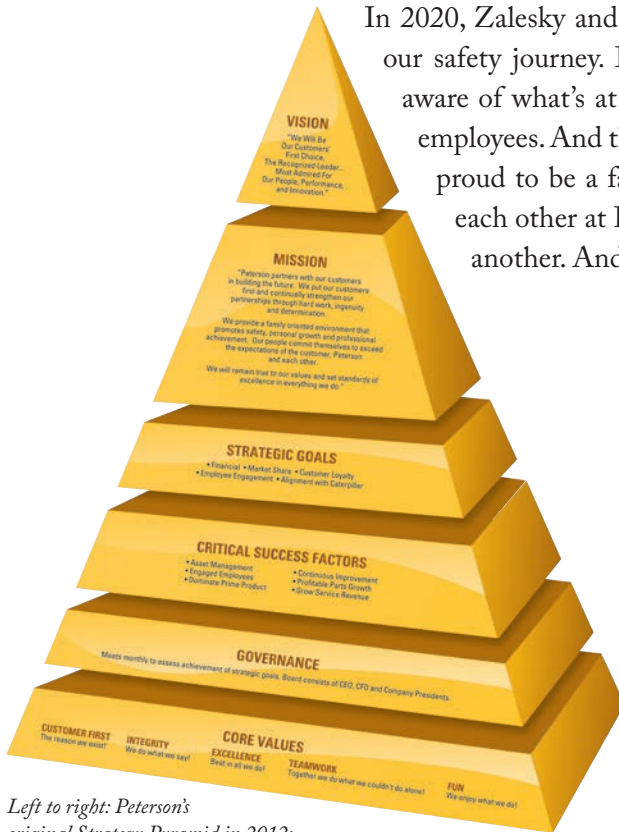 In 2020, Zalesky and
our safety journey.
aware of what's at
employees. And
proud to be a
each other at
another. And
VISION
"We Will Be
Our Customers'
First Choice,
The Recognized Leader...
Most Admired For
Our People, Performance,
and Innovation."
MISSION
"Peterson partners with our customers
in building the future. We put our customers
first and continually strengthen our
partnerships through hard work, ingenuity
and determination.
We provide a family oriented environment that
promotes safety, personal growth and professional
achievement. Our people commit themselves to exceed
the expectations of the customer, Peterson
and each other.
We will remain true to our values and set standards of
excellence in everything we do."
STRATEGIC GOALS
• Financial • Market Share • Customer Loyalty
• Employee Engagement • Alignment with Caterpillar
CRITICAL SUCCESS FACTORS
• Asset Management
• Engaged Employees
• Dominate Prime Product
• Continuous Improvement
• Profitable Parts Growth
• Grow Service Revenue
GOVERNANCE
Meets monthly to assess achievement of strategic goals. Board consists of CEO, CFO and Company Presidents.
CORE VALUES
CUSTOMER FIRST
The reason we exist!
INTEGRITY
We do what we say!
EXCELLENCE
Best in all we do!
TEAMWORK
Together we do what we couldn't do alone!
FUN
We enjoy what we do!
Left to right: Peterson's
original Strategy Pyramid in 2012;